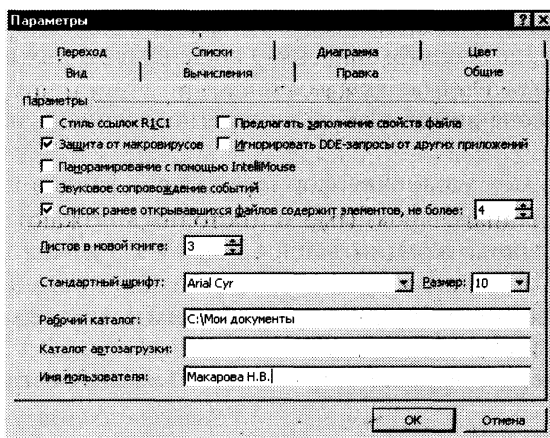 Параметры
Переход Списки Диаграмма Цвет
Вид Вычисления Правка Общие
Параметры
Стиль ссылок R1C1 Предлагать заполнение свойств файла
Защита от макровирусов Игнорировать DDE-запросы от других приложений
Панорамирование с помощью IntelliMouse
Звуковое сопровождение событий
Список ранее открывавшихся файлов содержит элементов, не более: 4
Листов в новой книге: 3
Стандартный шрифт: Arial Cyr Размер: 10
Рабочий каталог: C:\Мои документы
Каталог автозагрузки:
Имя пользователя: Макарова Н.В.
OK Отмена